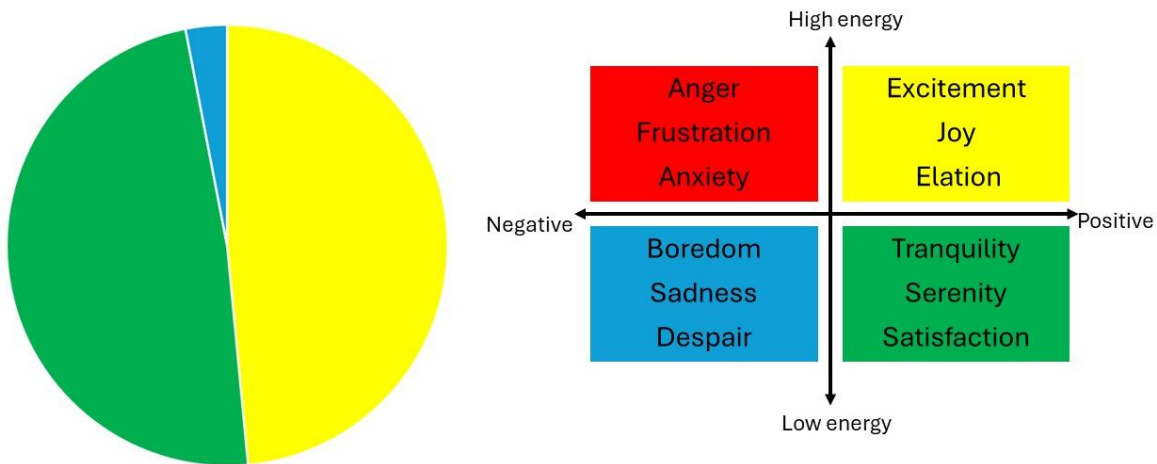 High energy
Anger
Frustration
Anxiety
Excitement
Joy
Elation
Negative
Positive
Boredom
Sadness
Despair
Tranquility
Serenity
Satisfaction
Low energy